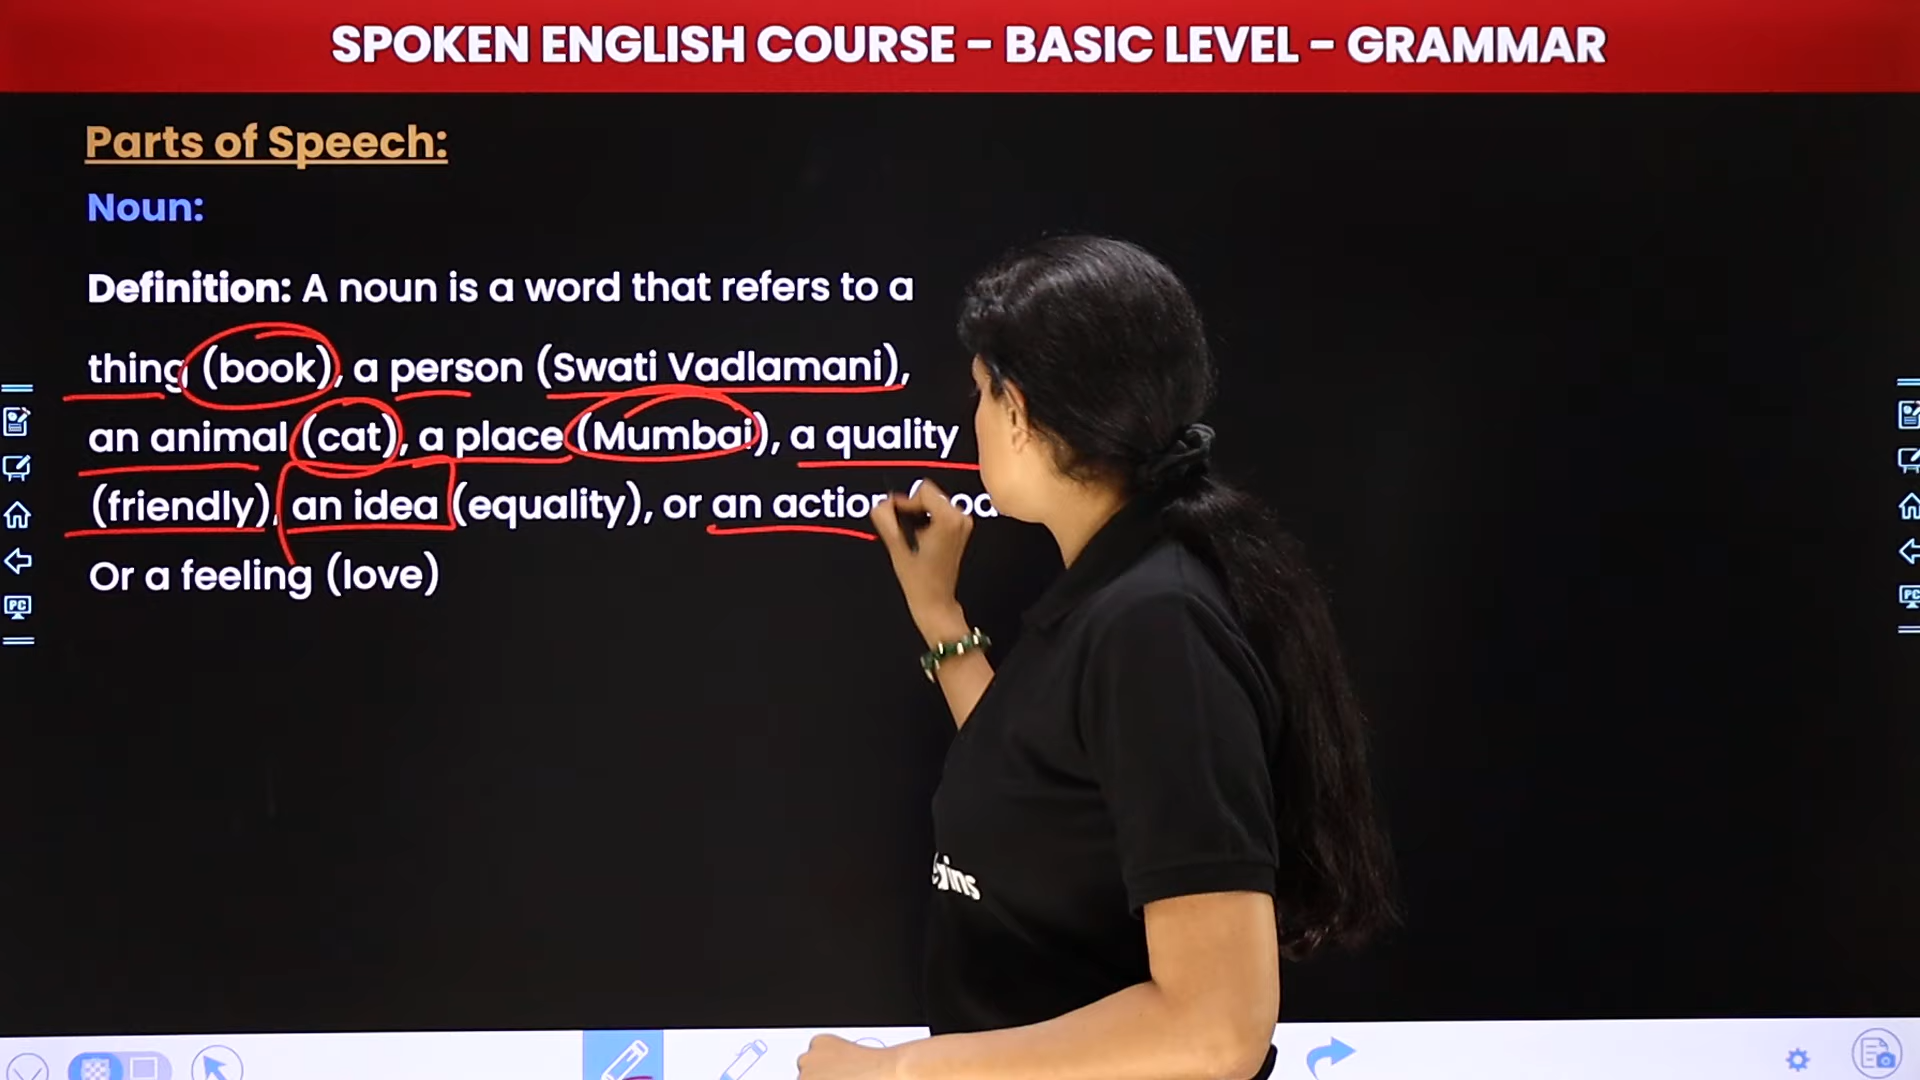 SPOKEN ENGLISH COURSE - BASIC LEVEL - GRAMMAR
Parts of Speech:
Noun:
Definition: A noun is a word that refers to a
thing (book), a person (Swati Vadlamani),
an animal (cat), a place (Mumbai), a quality
(friendly), an idea (equality), or an action
Or a feeling (love)
PC